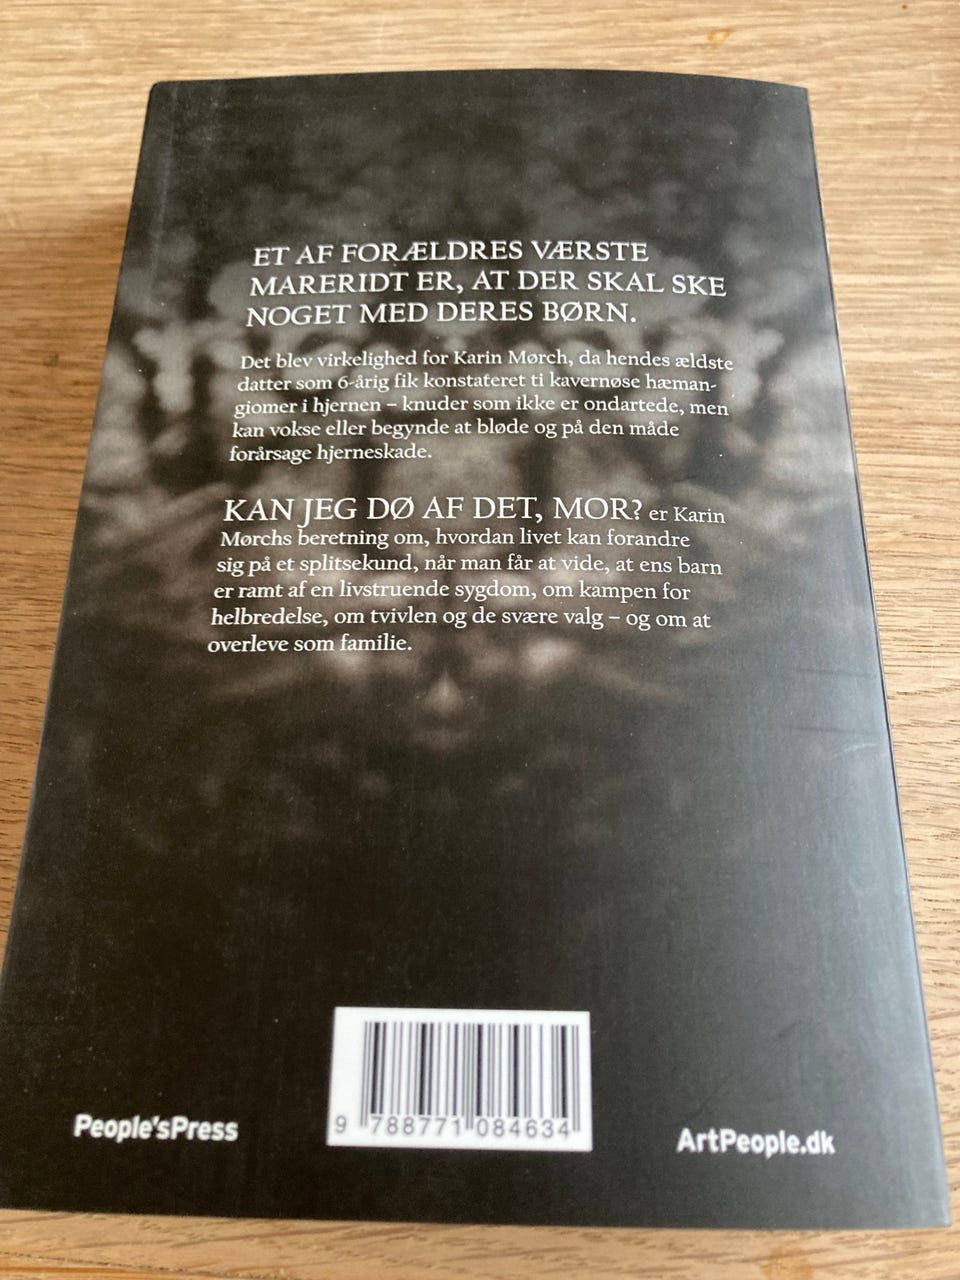 ET AF FORÆLDRES VÆRSTE
MARERIDT ER, AT DER SKAL SKE
NOGET MED DERES BØRN.
Det blev virkelighed for Karin Mørch, da hendes ældste
datter som 6-årig fik konstateret ti kavernøse hæman-
giomer i hjernen – knuder som ikke er ondartede, men
kan vokse eller begynde at bløde og på den måde
forårsage hjerneskade.
KAN JEG DØ AF DET, MOR? er Karin
Mørchs beretning om, hvordan livet kan forandre
sig på et splitsekund, når man får at vide, at ens barn
er ramt af en livstruende sygdom, om kampen for
helbredelse, om tvivlen og de svære valg – og om at
overleve som familie.
9 788771 084634
People'sPress
ArtPeople.dk